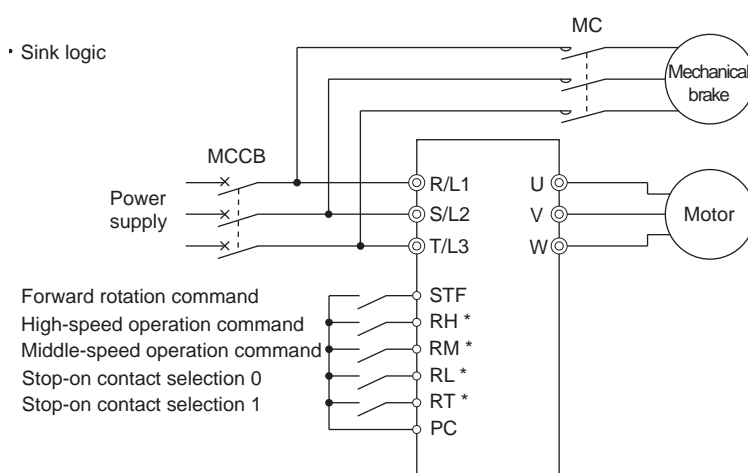 MC
• Sink logic
Mechanical
brake
MCCB
Power
supply
R/L1
S/L2
T/L3
U
V
W
Motor
Forward rotation command
STF
High-speed operation command
RH *
Middle-speed operation command
RM *
Stop-on contact selection 0
RL *
Stop-on contact selection 1
RT *
PC